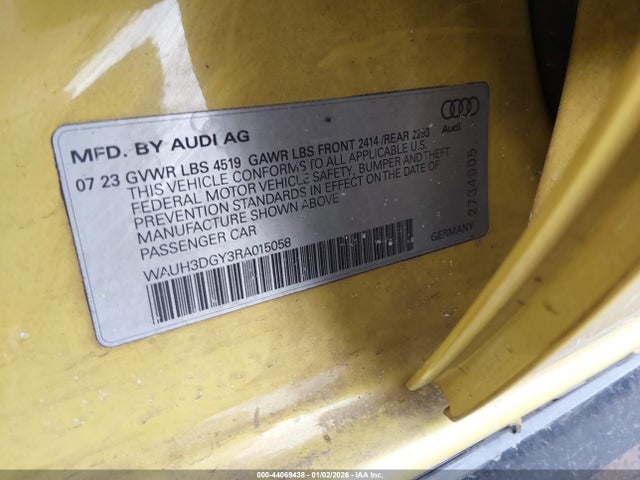 MFD. BY AUDI AG
Audi
07 23 GVWR LBS 4519 GAWR LBS FRONT 2414 /REAR 2293
THIS VEHICLE CONFORMS TO ALL APPLICABLE U.S.
FEDERAL MOTOR VEHICLE SAFETY, BUMPER AND THEFT
PREVENTION STANDARDS IN EFFECT ON THE DATE OF
MANUFACTURE SHOWN ABOVE
PASSENGER CAR
WAUH3DGY3RA015058
GERMANY
2734905
000-44069438 - 01/02/2026 - IAAI.com